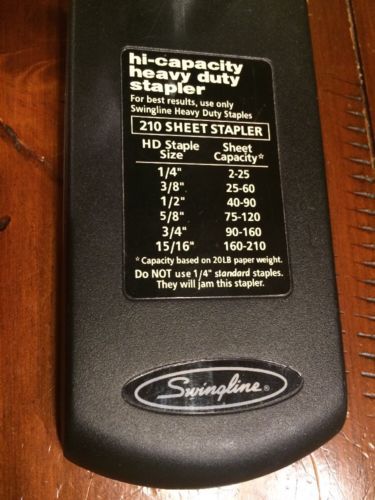 hi-capacity
heavy duty
stapler
For best results, use only
Swingline Heavy Duty Staples
210 SHEET STAPLER
HD Staple Size Sheet Capacity*
1/4" 2-25
3/8" 25-60
1/2" 40-90
5/8" 75-120
3/4" 90-160
15/16" 160-210
*Capacity based on 20LB paper weight.
Do NOT use 1/4" standard staples.
They will jam this stapler.
Swingline®